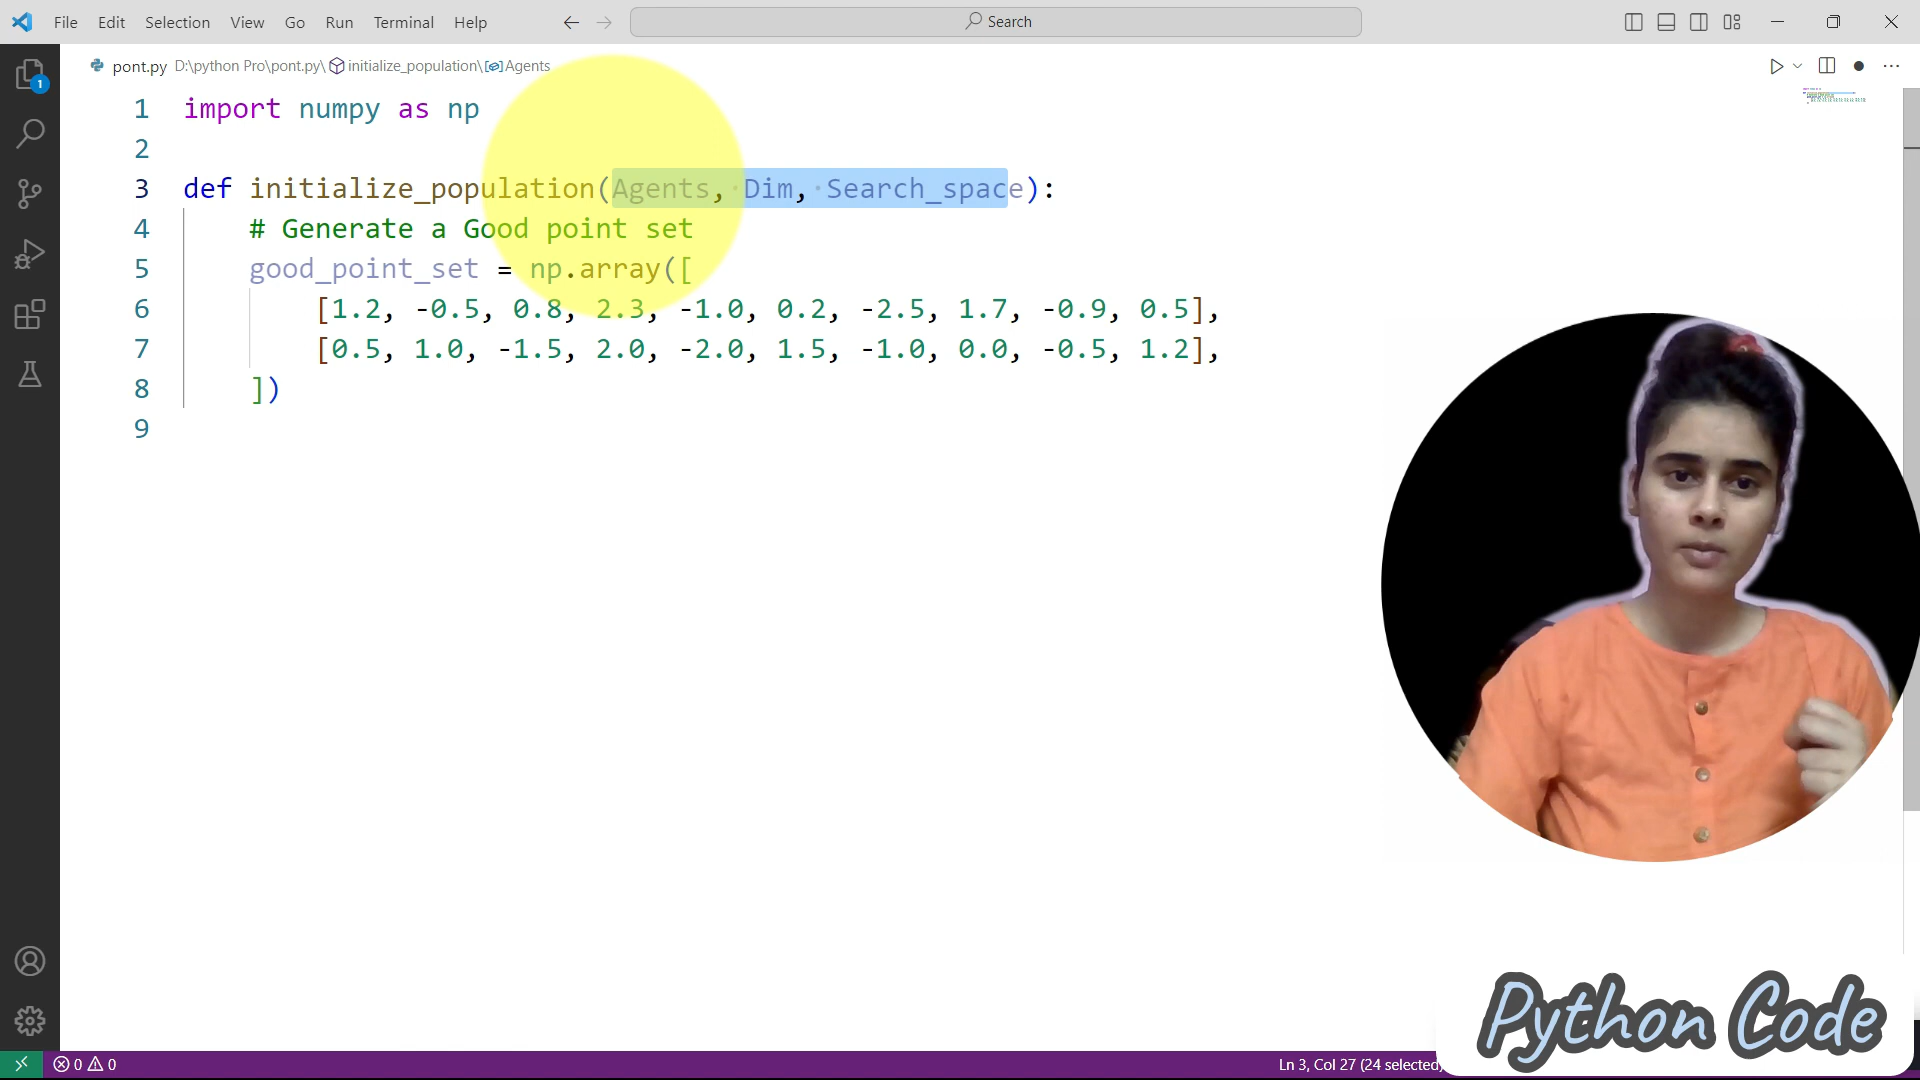 File Edit Selection View Go Run Terminal Help
Search
pont.py D:\python Pro\pont.py\ initialize_population\ Agents
1
1 import numpy as np
2
3 def initialize_population(Agents, Dim, Search_space):
4 # Generate a Good point set
5 good_point_set = np.array([
6 [1.2, -0.5, 0.8, 2.3, -1.0, 0.2, -2.5, 1.7, -0.9, 0.5],
7 [0.5, 1.0, -1.5, 2.0, -2.0, 1.5, -1.0, 0.0, -0.5, 1.2],
8 ])
9
Python Code
0 0
Ln 3, Col 27 (24 selected)